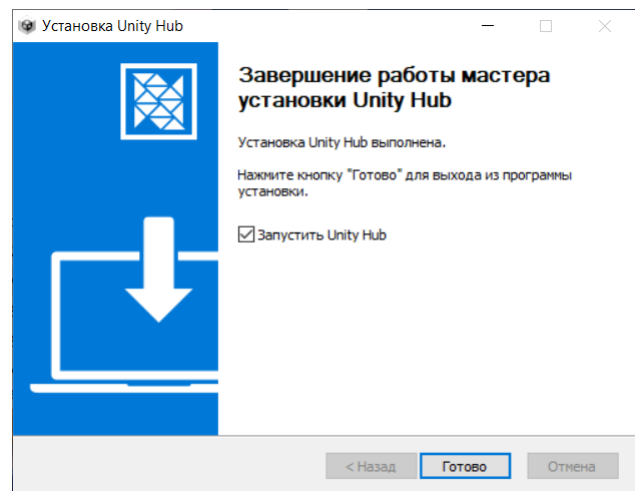 Установка Unity Hub
Завершение работы мастера
установки Unity Hub
Установка Unity Hub выполнена.
Нажмите кнопку "Готово" для выхода из программы
установки.
Запустить Unity Hub
< Назад
Готово
Отмена